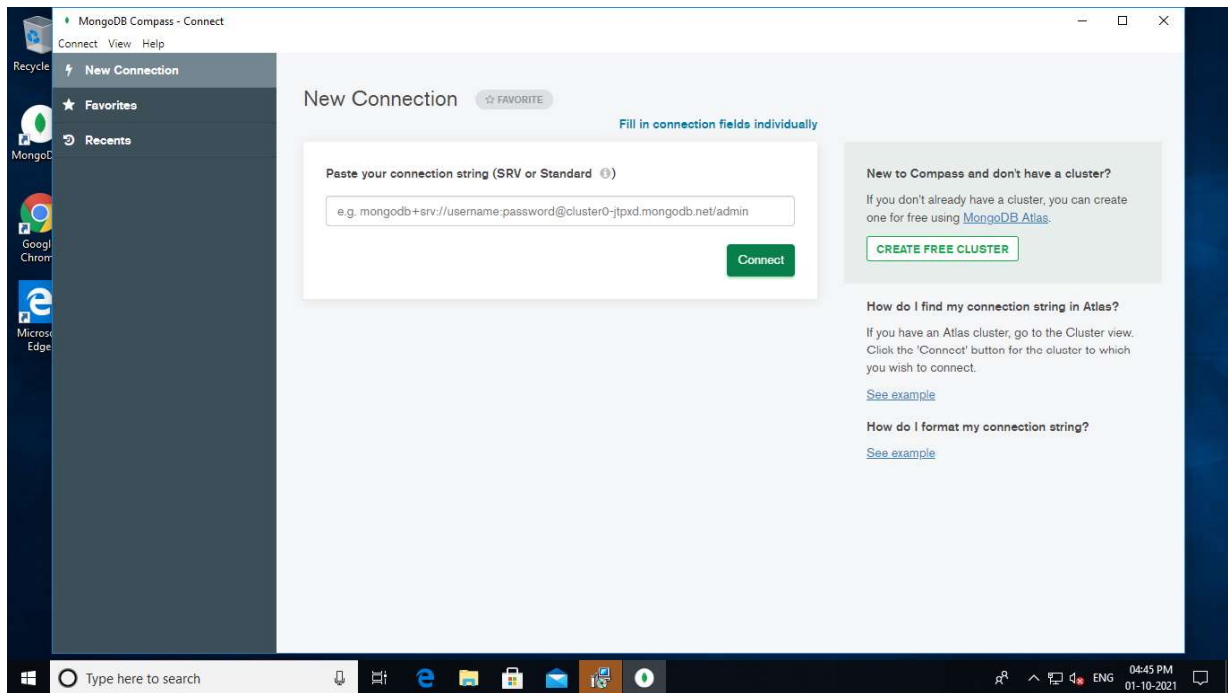 MongoDB Compass - Connect
Connect View Help
Recycle
MongoD
Googl
Chrom
Microso
Edge
New Connection
Favorites
Recents
New Connection
FAVORITE
Fill in connection fields individually
Paste your connection string (SRV or Standard )
e.g. mongodb+srv://username:password@cluster0-jtpxd.mongodb.net/admin
Connect
New to Compass and don't have a cluster?
If you don't already have a cluster, you can create
one for free using MongoDB Atlas.
CREATE FREE CLUSTER
How do I find my connection string in Atlas?
If you have an Atlas cluster, go to the Cluster view.
Click the 'Connect' button for the cluster to which
you wish to connect.
See example
How do I format my connection string?
See example
Type here to search
ENG
04:45 PM
01-10-2021